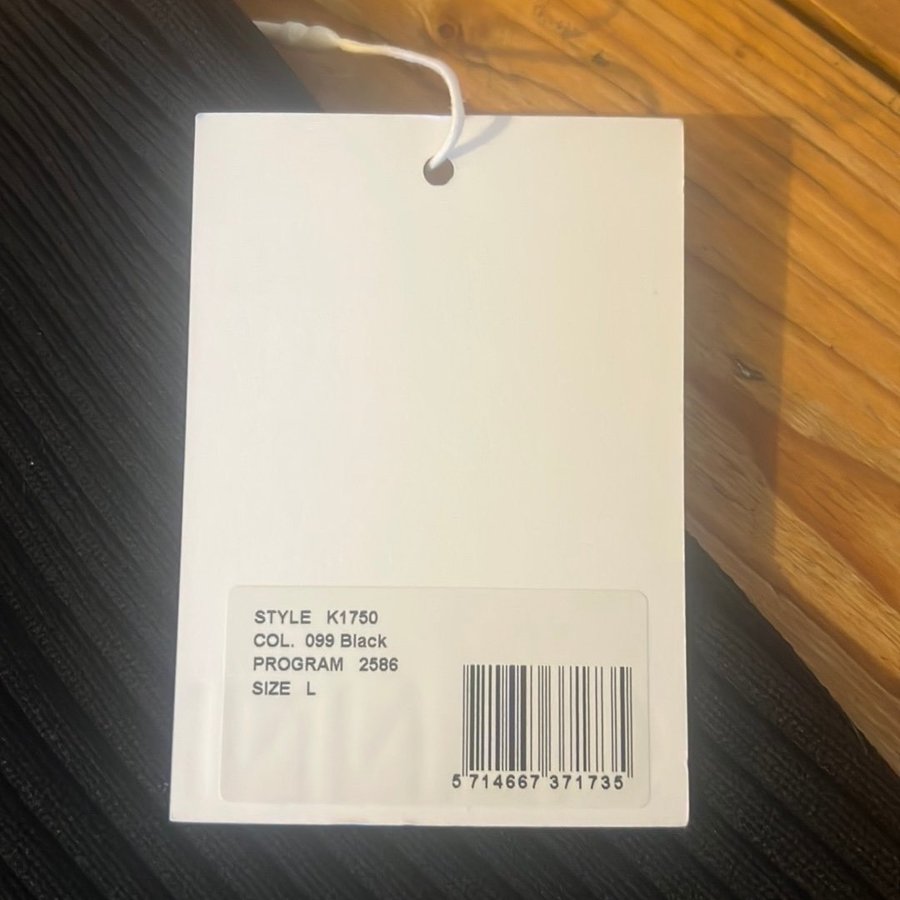 STYLE K1750
COL. 099 Black
PROGRAM 2586
SIZE L
5 714667 371735